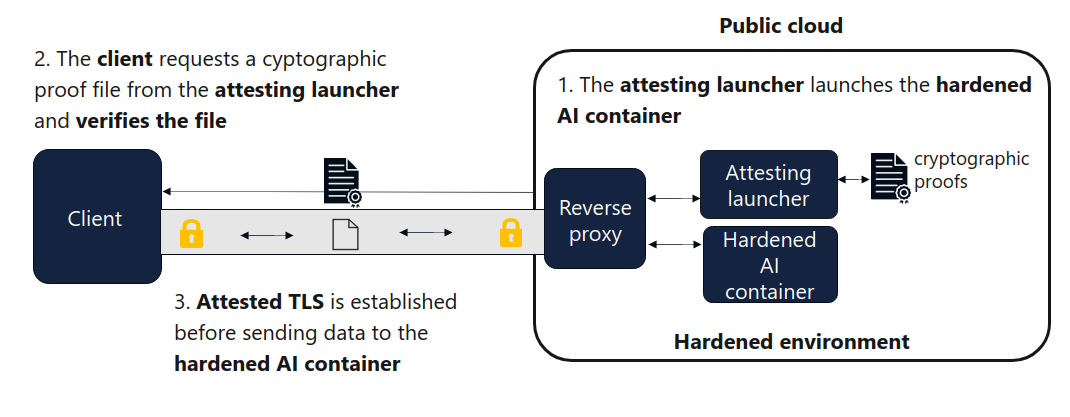 Public cloud
2. The client requests a cyptographic
proof file from the attesting launcher
and verifies the file
1. The attesting launcher launches the hardened
AI container
Client
Reverse
proxy
Attesting
launcher
cryptographic
proofs
Hardened
AI
container
3. Attested TLS is established
before sending data to the
hardened AI container
Hardened environment